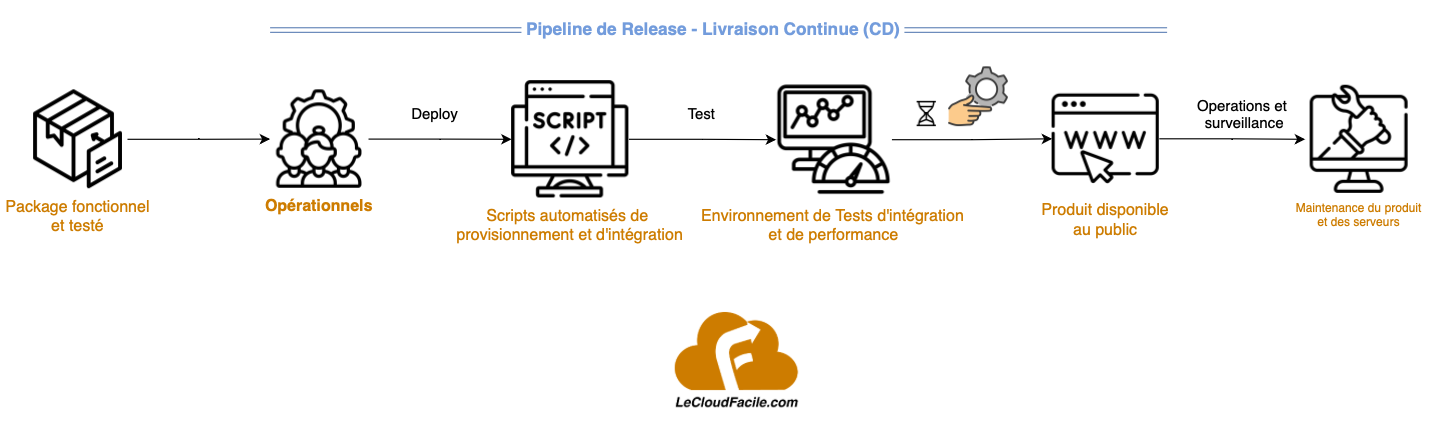 Pipeline de Release - Livraison Continue (CD)
Deploy
Test
Operations et
surveillance
SCRIPT
</>
WWW
Package fonctionnel
et testé
Opérationnels
Scripts automatisés de
provisionnement et d'intégration
Environnement de Tests d'intégration
et de performance
Produit disponible
au public
Maintenance du produit
et des serveurs
LeCloudFacile.com